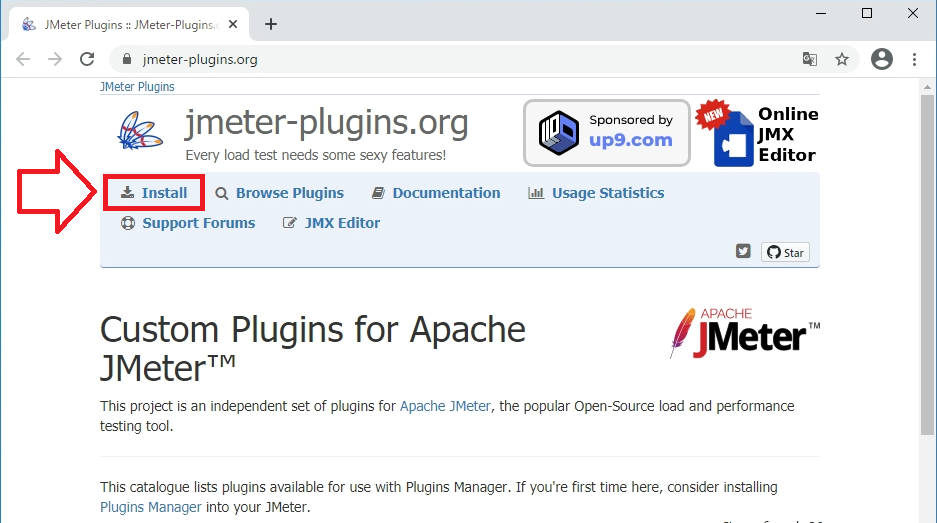 JMeter Plugins :: JMeter-Plugins.
jmeter-plugins.org
JMeter Plugins
jmeter-plugins.org
Every load test needs some sexy features!
Sponsored by
up9.com
NEW
Online
JMX
Editor
Install Browse Plugins Documentation Usage Statistics
Support Forums JMX Editor
Star
Custom Plugins for Apache
JMeter™
APACHE
JMeter™
This project is an independent set of plugins for Apache JMeter, the popular Open-Source load and performance
testing tool.
This catalogue lists plugins available for use with Plugins Manager. If you're first time here, consider installing
Plugins Manager into your JMeter.